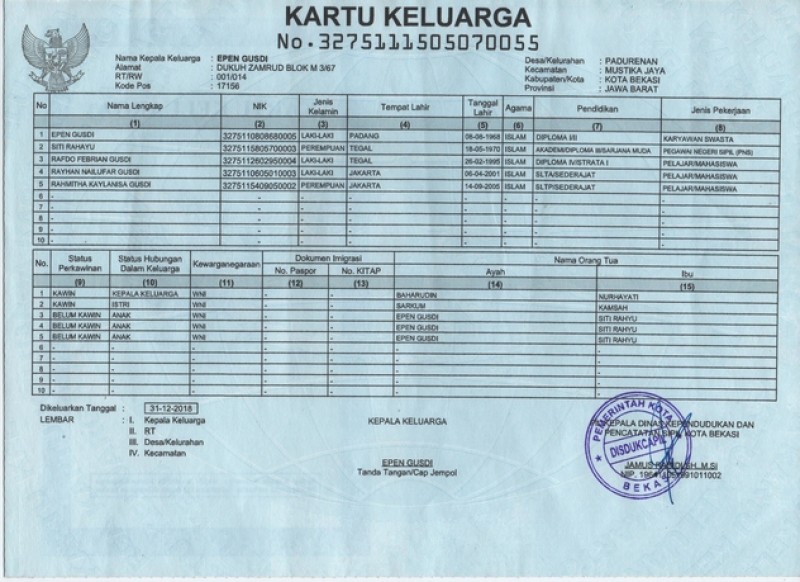 KARTU KELUARGA
No.3275111505070055
Nama Kepala Keluarga : EPEN GUSDI
Alamat : DUKUH ZAMRUD BLOK M 3/67
RT/RW : 001/014
Kode Pos : 17156
Desa/Kelurahan : PADURENAN
Kecamatan : MUSTIKA JAYA
Kabupaten/Kota : KOTA BEKASI
Provinsi : JAWA BARAT
No Nama Lengkap NIK Jenis Kelamin Tempat Lahir Tanggal Lahir Agama Pendidikan Jenis Pekerjaan
(1) (2) (3) (4) (5) (6) (7) (8)
1 EPEN GUSDI 3275110808680005 LAKI-LAKI PADANG 08-08-1968 ISLAM DIPLOMA I/II KARYAWAN SWASTA
2 SITI RAHAYU 3275115805700003 PEREMPUAN TEGAL 18-05-1970 ISLAM AKADEMI/DIPLOMA III/SARJANA MUDA PEGAWAI NEGERI SIPIL (PNS)
3 RAFDO FEBRIAN GUSDI 3275112602950004 LAKI-LAKI TEGAL 26-02-1995 ISLAM DIPLOMA IV/STRATA I PELAJAR/MAHASISWA
4 RAYHAN NAILUFAR GUSDI 3275110605010003 LAKI-LAKI JAKARTA 06-04-2001 ISLAM SLTA/SEDERAJAT PELAJAR/MAHASISWA
5 RAHMITHA KAYLANISA GUSDI 3275115409050002 PEREMPUAN JAKARTA 14-09-2005 ISLAM SLTP/SEDERAJAT PELAJAR/MAHASISWA
6 - - - - - - - -
7 - - - - - - - -
8 - - - - - - - -
9 - - - - - - - -
10 - - - - - - - -
No. Status Perkawinan Status Hubungan Dalam Keluarga Kewarganegaraan Dokumen Imigrasi Nama Orang Tua
No. Paspor No. KITAP Ayah Ibu
(9) (10) (11) (12) (13) (14) (15)
1 KAWIN KEPALA KELUARGA WNI - - BAHARUDIN NURHAYATI
2 KAWIN ISTRI WNI - - SARKUM KAMSAH
3 BELUM KAWIN ANAK WNI - - EPEN GUSDI SITI RAHYU
4 BELUM KAWIN ANAK WNI - - EPEN GUSDI SITI RAHYU
5 BELUM KAWIN ANAK WNI - - EPEN GUSDI SITI RAHYU
6 - - - - - - -
7 - - - - - - -
8 - - - - - - -
9 - - - - - - -
10 - - - - - - -
Dikeluarkan Tanggal : 31-12-2018
LEMBAR : I. Kepala Keluarga
II. RT
III. Desa/Kelurahan
IV. Kecamatan
KEPALA KELUARGA
EPEN GUSDI
Tanda Tangan/Cap Jempol
KEPALA DINAS KEPENDUDUKAN DAN
PENCATATAN SIPIL KOTA BEKASI
PEMERINTAH KOTA
DISDUKCAPIL
BEKASI
M.SI
NIP.